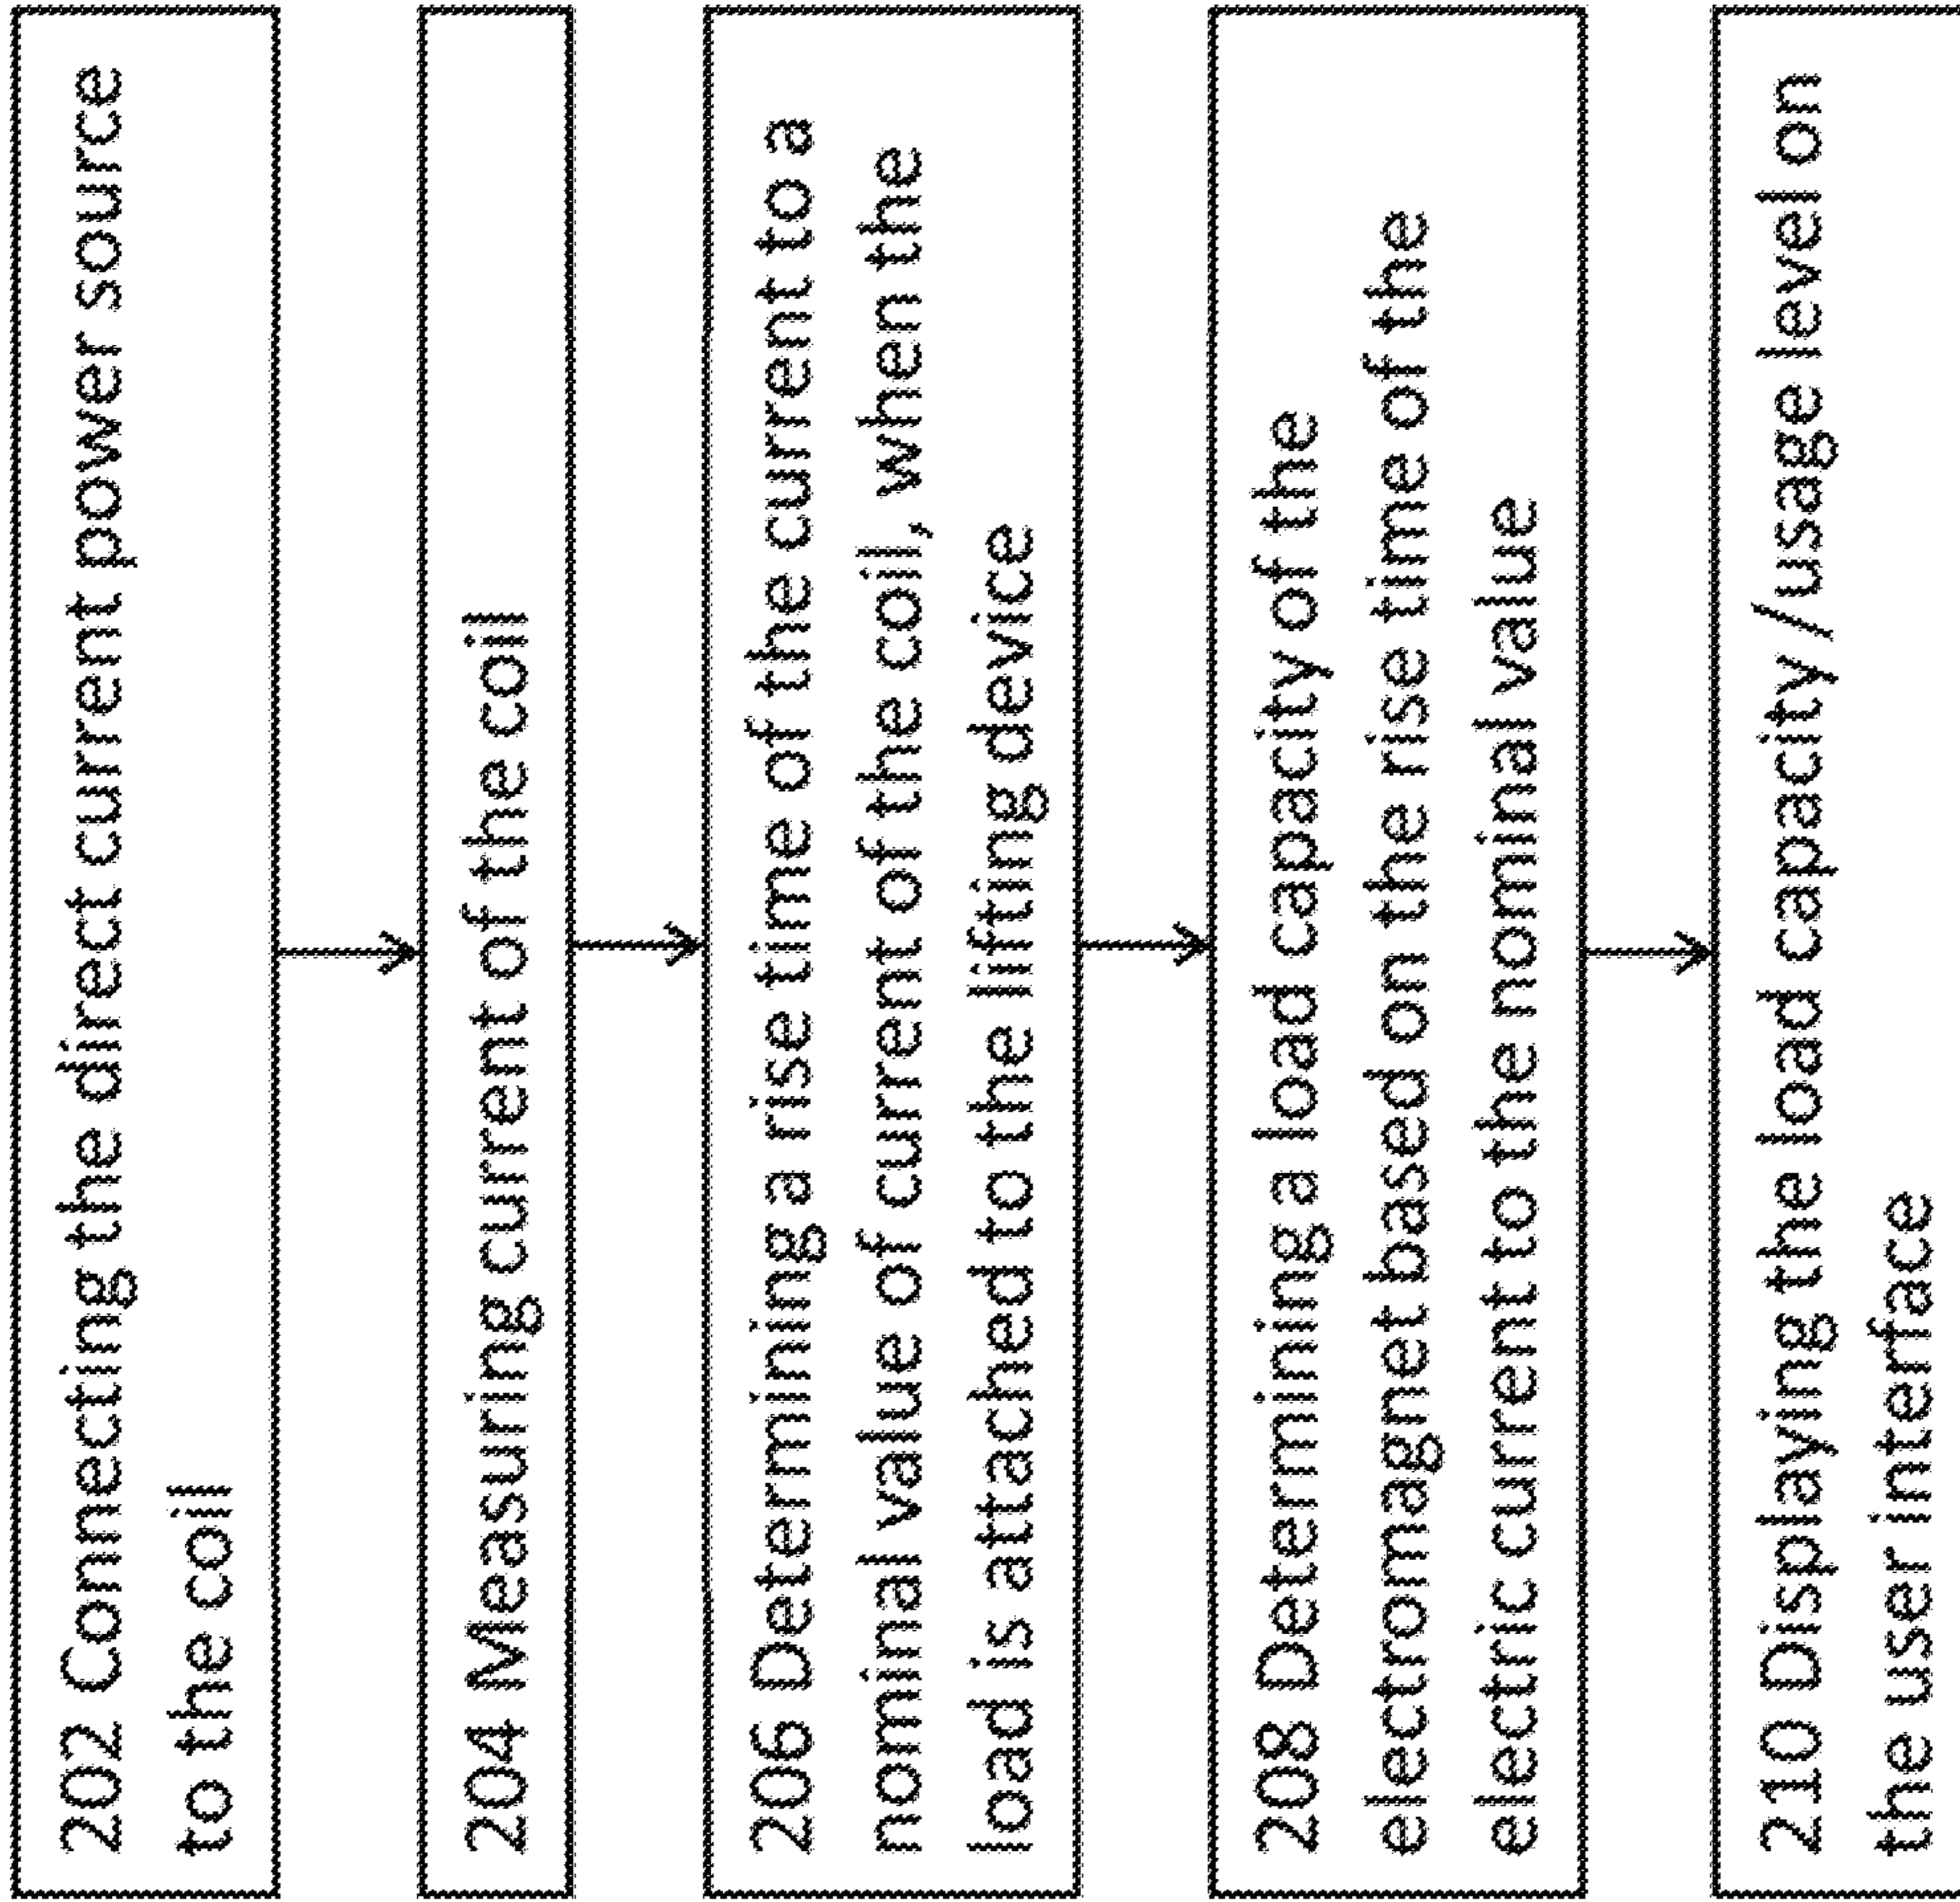 202 Connecting the direct current power source
to the coil
204 Measuring current of the coil
206 Determining a rise time of the current to a
nominal value of current of the coil, when the
load is attached to the lifting device
208 Determining a load capacity of the
electromagnet based on the rise time of the
electric current to the nominal value
210 Displaying the load capacity/usage level on
the user interface